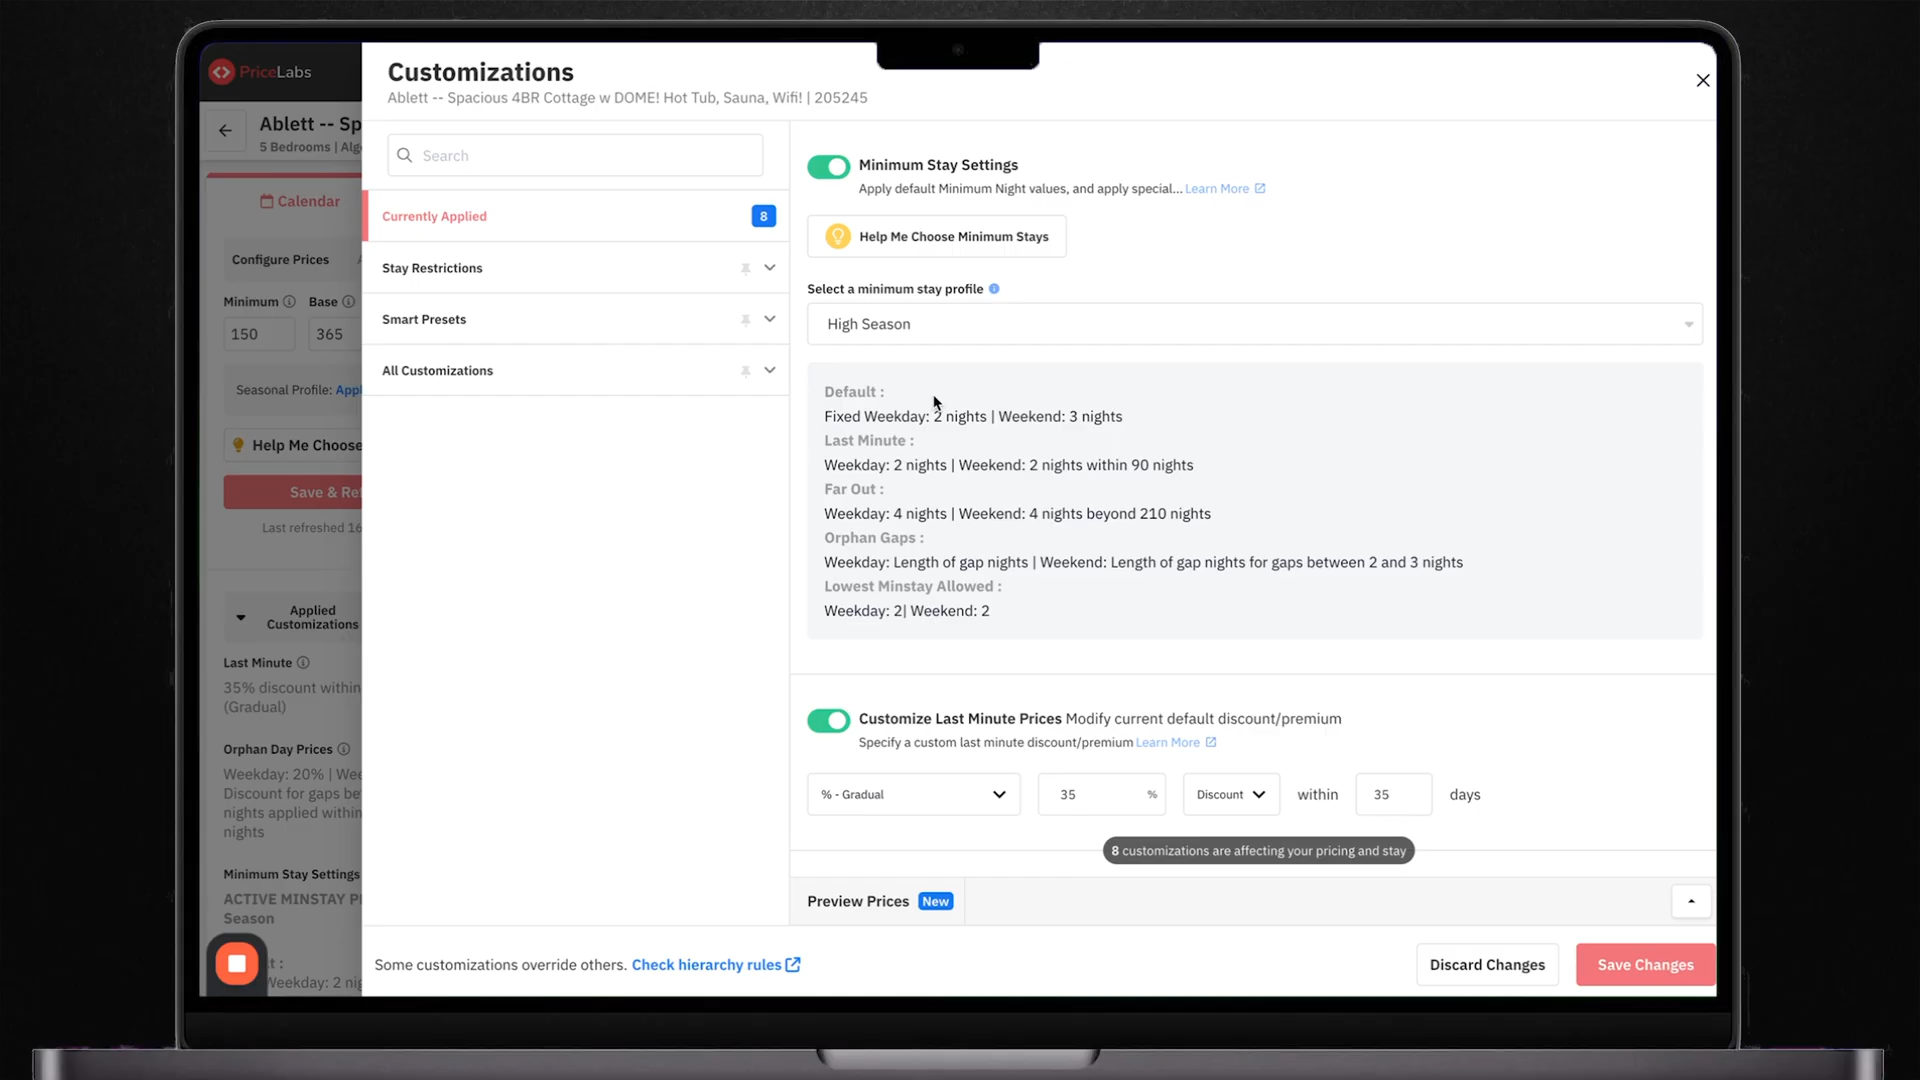 PriceLabs
Ablett -- Sp
5 Bedrooms | Alg
Calendar
Configure Prices
Minimum Base
150 365
Seasonal Profile: Appl
Help Me Choose
Save & Ref
Last refreshed 16
Applied
Customizations
Last Minute
35% discount within
(Gradual)
Orphan Day Prices
Weekday: 20% | Wee
Discount for gaps be
nights applied within
nights
Minimum Stay Settings
ACTIVE MINSTAY P
Season
t :
Weekday: 2 nig
Customizations
Ablett -- Spacious 4BR Cottage w DOME! Hot Tub, Sauna, Wifi! | 205245
Search
Currently Applied 8
Stay Restrictions
Smart Presets
All Customizations
Minimum Stay Settings
Apply default Minimum Night values, and apply special... Learn More
Help Me Choose Minimum Stays
Select a minimum stay profile
High Season
Default :
Fixed Weekday: 2 nights | Weekend: 3 nights
Last Minute :
Weekday: 2 nights | Weekend: 2 nights within 90 nights
Far Out :
Weekday: 4 nights | Weekend: 4 nights beyond 210 nights
Orphan Gaps :
Weekday: Length of gap nights | Weekend: Length of gap nights for gaps between 2 and 3 nights
Lowest Minstay Allowed :
Weekday: 2| Weekend: 2
Customize Last Minute Prices Modify current default discount/premium
Specify a custom last minute discount/premium Learn More
% - Gradual 35 % Discount within 35 days
8 customizations are affecting your pricing and stay
Preview Prices New
Some customizations override others. Check hierarchy rules
Discard Changes
Save Changes